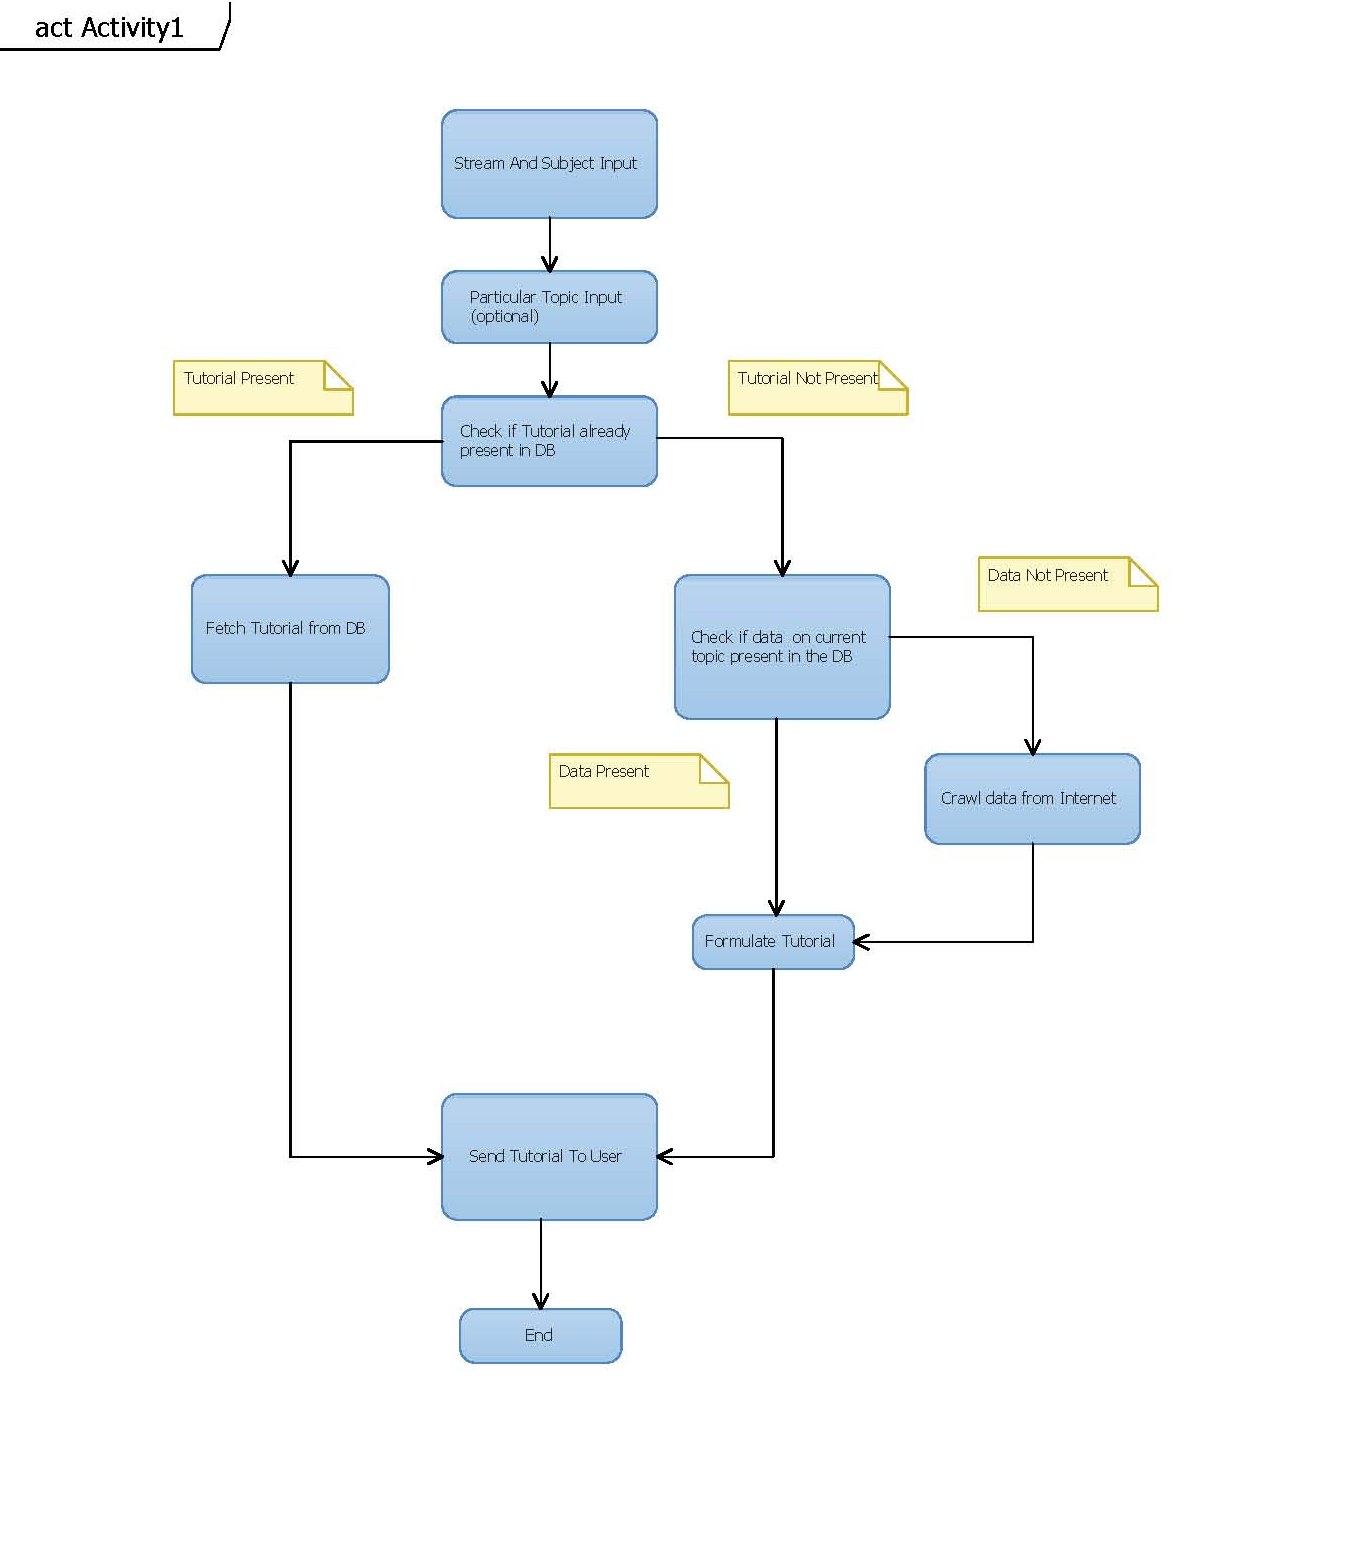 act Activity1
Stream And Subject Input
Particular Topic Input
(optional)
Tutorial Present
Tutorial Not Present
Check if Tutorial already
present in DB
Data Not Present
Fetch Tutorial from DB
Check if data  on current
topic present in the DB
Data Present
Crawl data from Internet
Formulate Tutorial
Send Tutorial To User
End